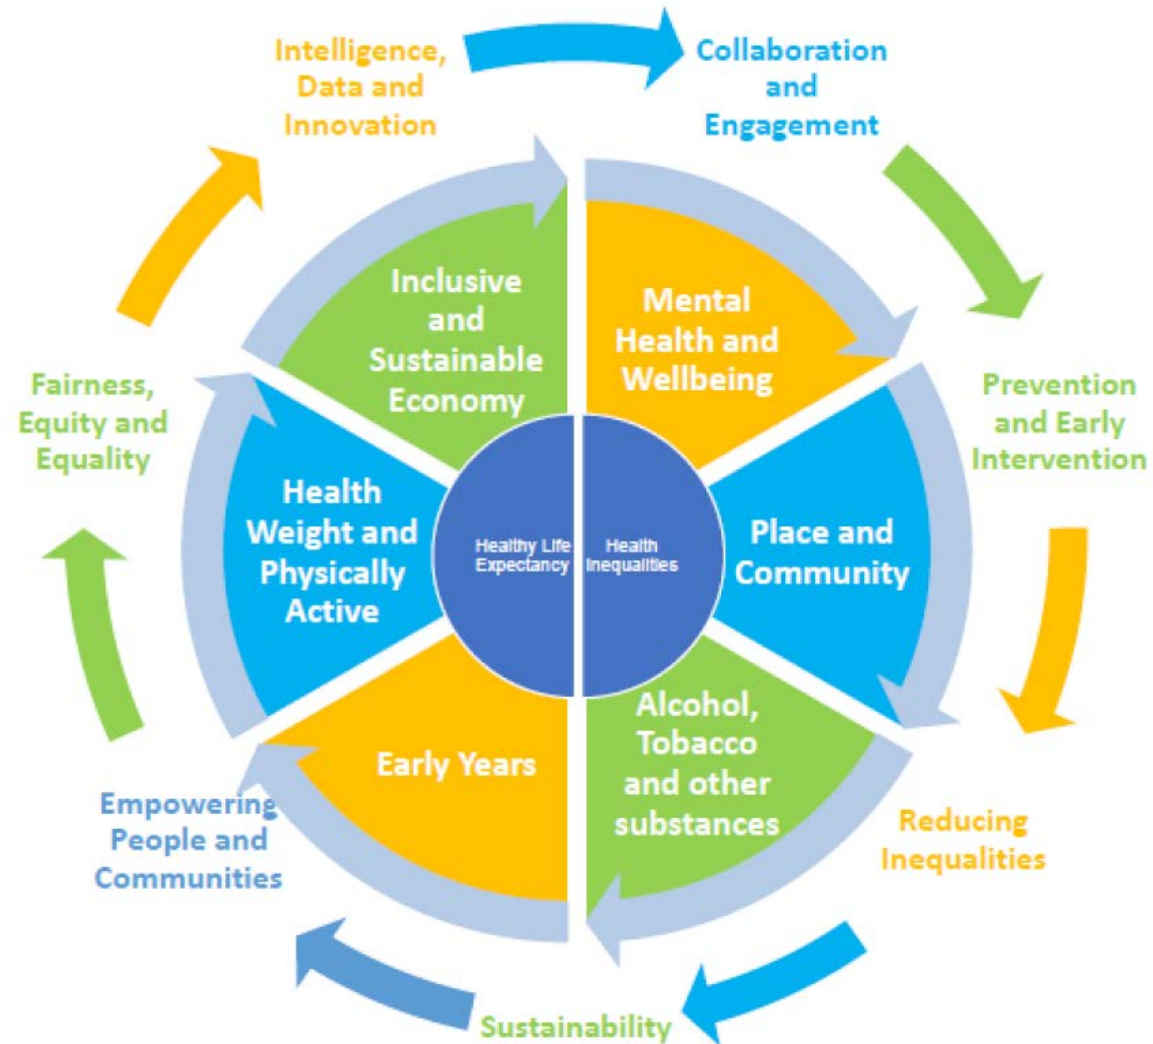 Intelligence,
Data and
Innovation
Collaboration
and
Engagement
Prevention
and Early
Intervention
Reducing
Inequalities
Sustainability
Empowering
People and
Communities
Fairness,
Equity and
Equality
Inclusive
and
Sustainable
Economy
Mental
Health and
Wellbeing
Place and
Community
Alcohol,
Tobacco
and other
substances
Early Years
Health
Weight and
Physically
Active
Healthy Life
Expectancy
Health
Inequalities